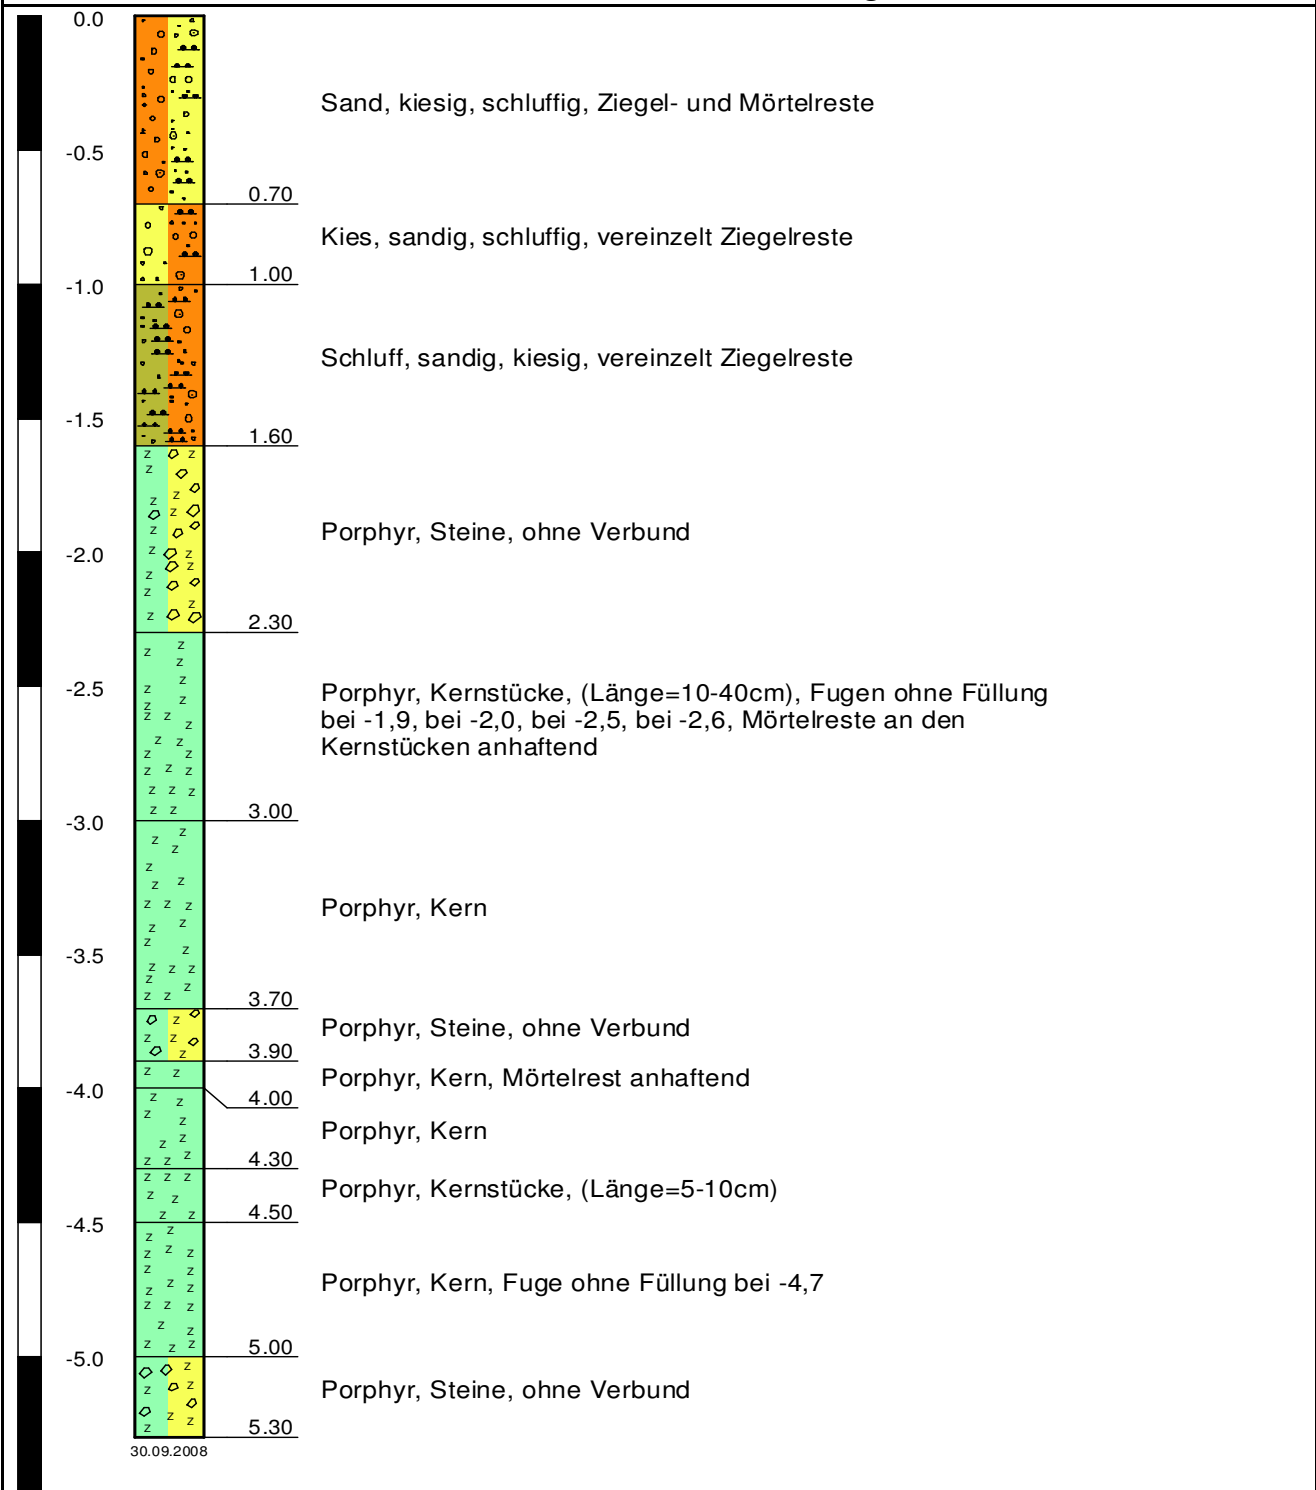 0.0
Sand, kiesig, schluffig, Ziegel- und Mörtelreste
-0.5
0.70
Kies, sandig, schluffig, vereinzelt Ziegelreste
1.00
-1.0
Schluff, sandig, kiesig, vereinzelt Ziegelreste
-1.5
1.60
Porphyr, Steine, ohne Verbund
-2.0
2.30
-2.5
Porphyr, Kernstücke, (Länge=10-40cm), Fugen ohne Füllung
bei -1,9, bei -2,0, bei -2,5, bei -2,6, Mörtelreste an den
Kernstücken anhaftend
3.00
-3.0
Porphyr, Kern
-3.5
3.70
Porphyr, Steine, ohne Verbund
3.90
Porphyr, Kern, Mörtelrest anhaftend
-4.0
4.00
Porphyr, Kern
4.30
Porphyr, Kernstücke, (Länge=5-10cm)
4.50
-4.5
Porphyr, Kern, Fuge ohne Füllung bei -4,7
5.00
-5.0
Porphyr, Steine, ohne Verbund
5.30
30.09.2008